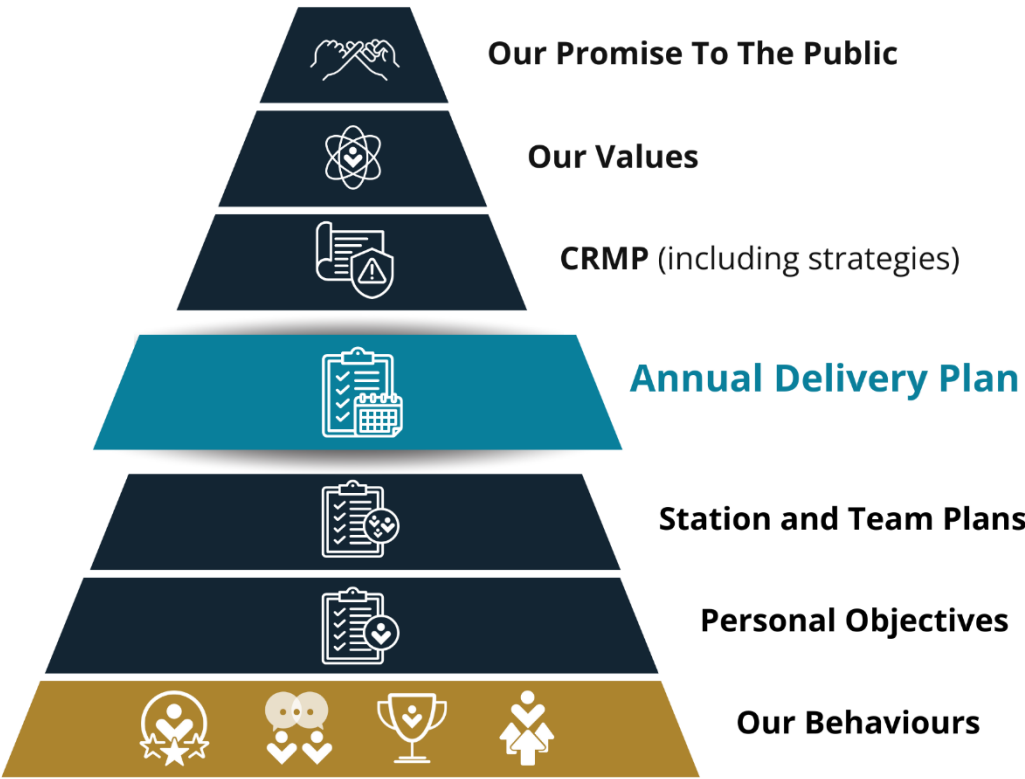 Our Promise To The Public
Our Values
CRMP (including strategies)
Annual Delivery Plan
Station and Team Plans
Personal Objectives
Our Behaviours